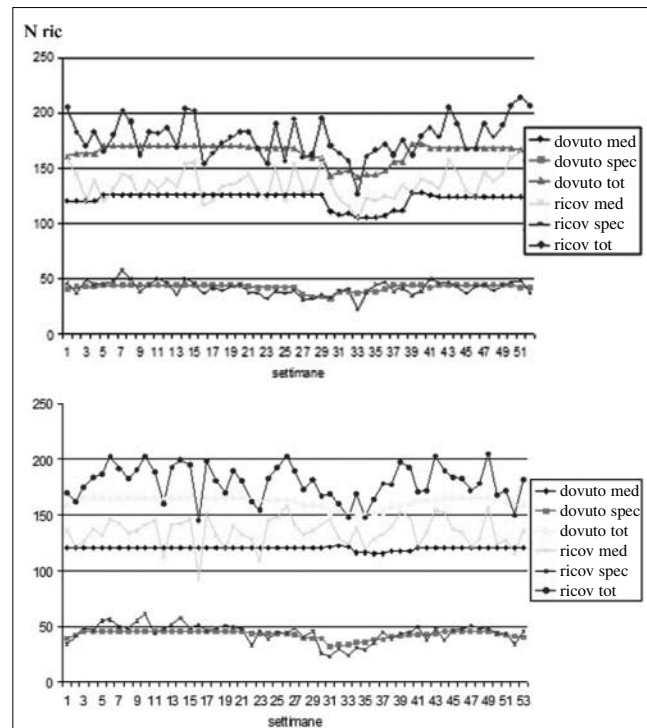 N ric
250
200
150
100
50
0
1 3 5 7 9 11 13 15 17 19 21 23 25 27 29 31 33 35 37 39 41 43 45 47 49 51
settimane
dovuto med
dovuto spec
dovuto tot
ricov med
ricov spec
ricov tot
250
200
150
100
50
0
1 3 5 7 9 11 13 15 17 19 21 23 25 27 29 31 33 35 37 39 41 43 45 47 49 51 53
settimane
dovuto med
dovuto spec
dovuto tot
ricov med
ricov spec
ricov tot